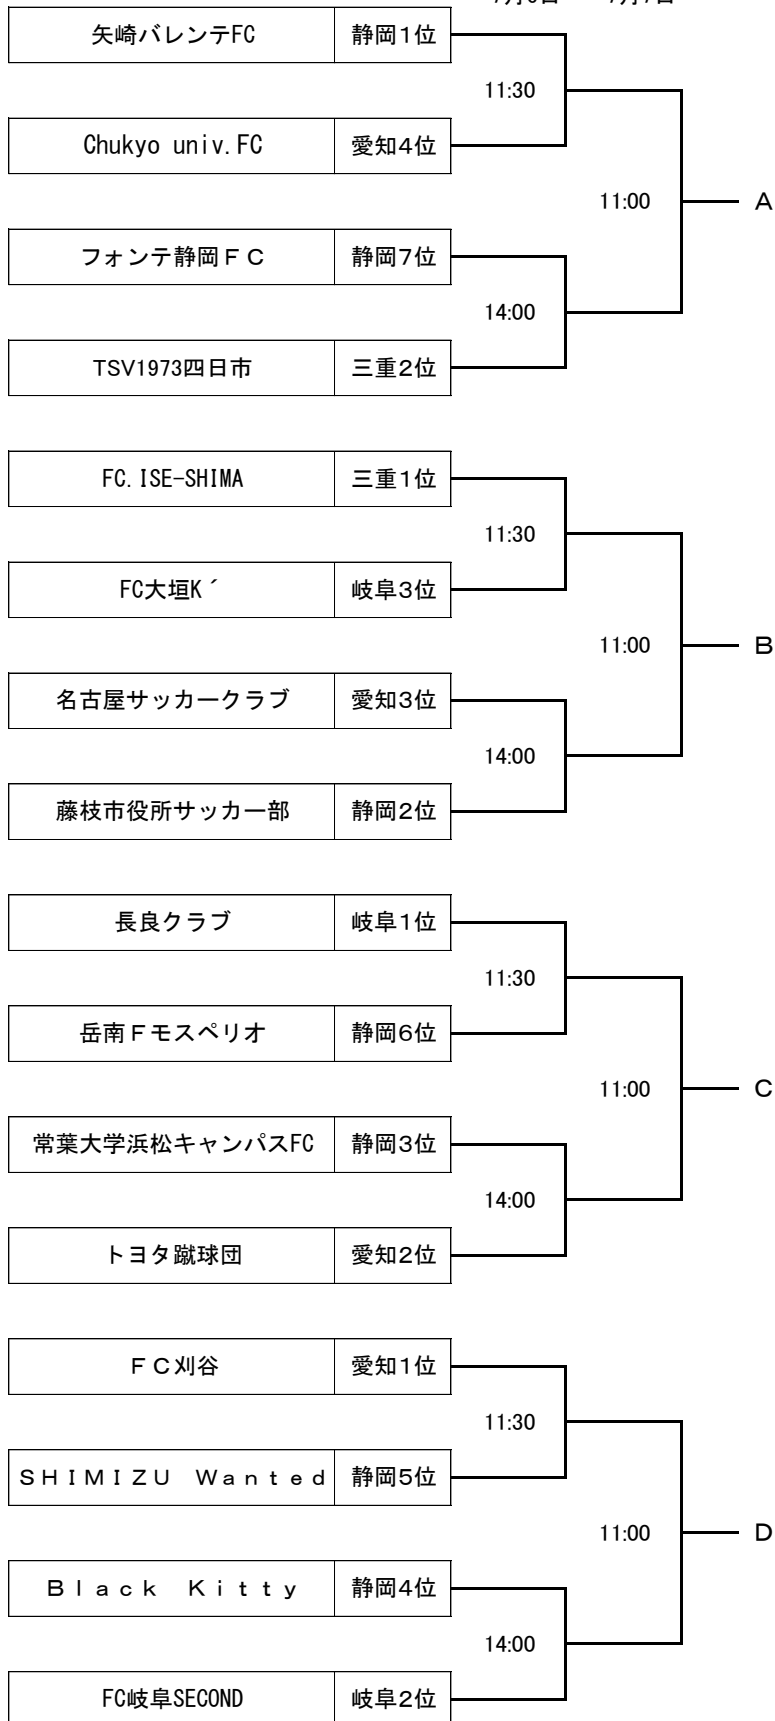 矢崎バレンテFC 静岡1位
11:30
Chukyo univ.FC 愛知4位
11:00 A
フォンテ静岡ＦＣ 静岡7位
14:00
TSV1973四日市 三重2位
FC.ISE-SHIMA 三重1位
11:30
FC大垣K´ 岐阜3位
11:00 B
名古屋サッカークラブ 愛知3位
14:00
藤枝市役所サッカー部 静岡2位
長良クラブ 岐阜1位
11:30
岳南Ｆモスペリオ 静岡6位
11:00 C
常葉大学浜松キャンパスFC 静岡3位
14:00
トヨタ蹴球団 愛知2位
ＦＣ刈谷 愛知1位
11:30
ＳＨＩＭＩＺＵ　Ｗａｎｔｅｄ 静岡5位
11:00 D
Ｂｌａｃｋ　Ｋｉｔｔｙ 静岡4位
14:00
FC岐阜SECOND 岐阜2位